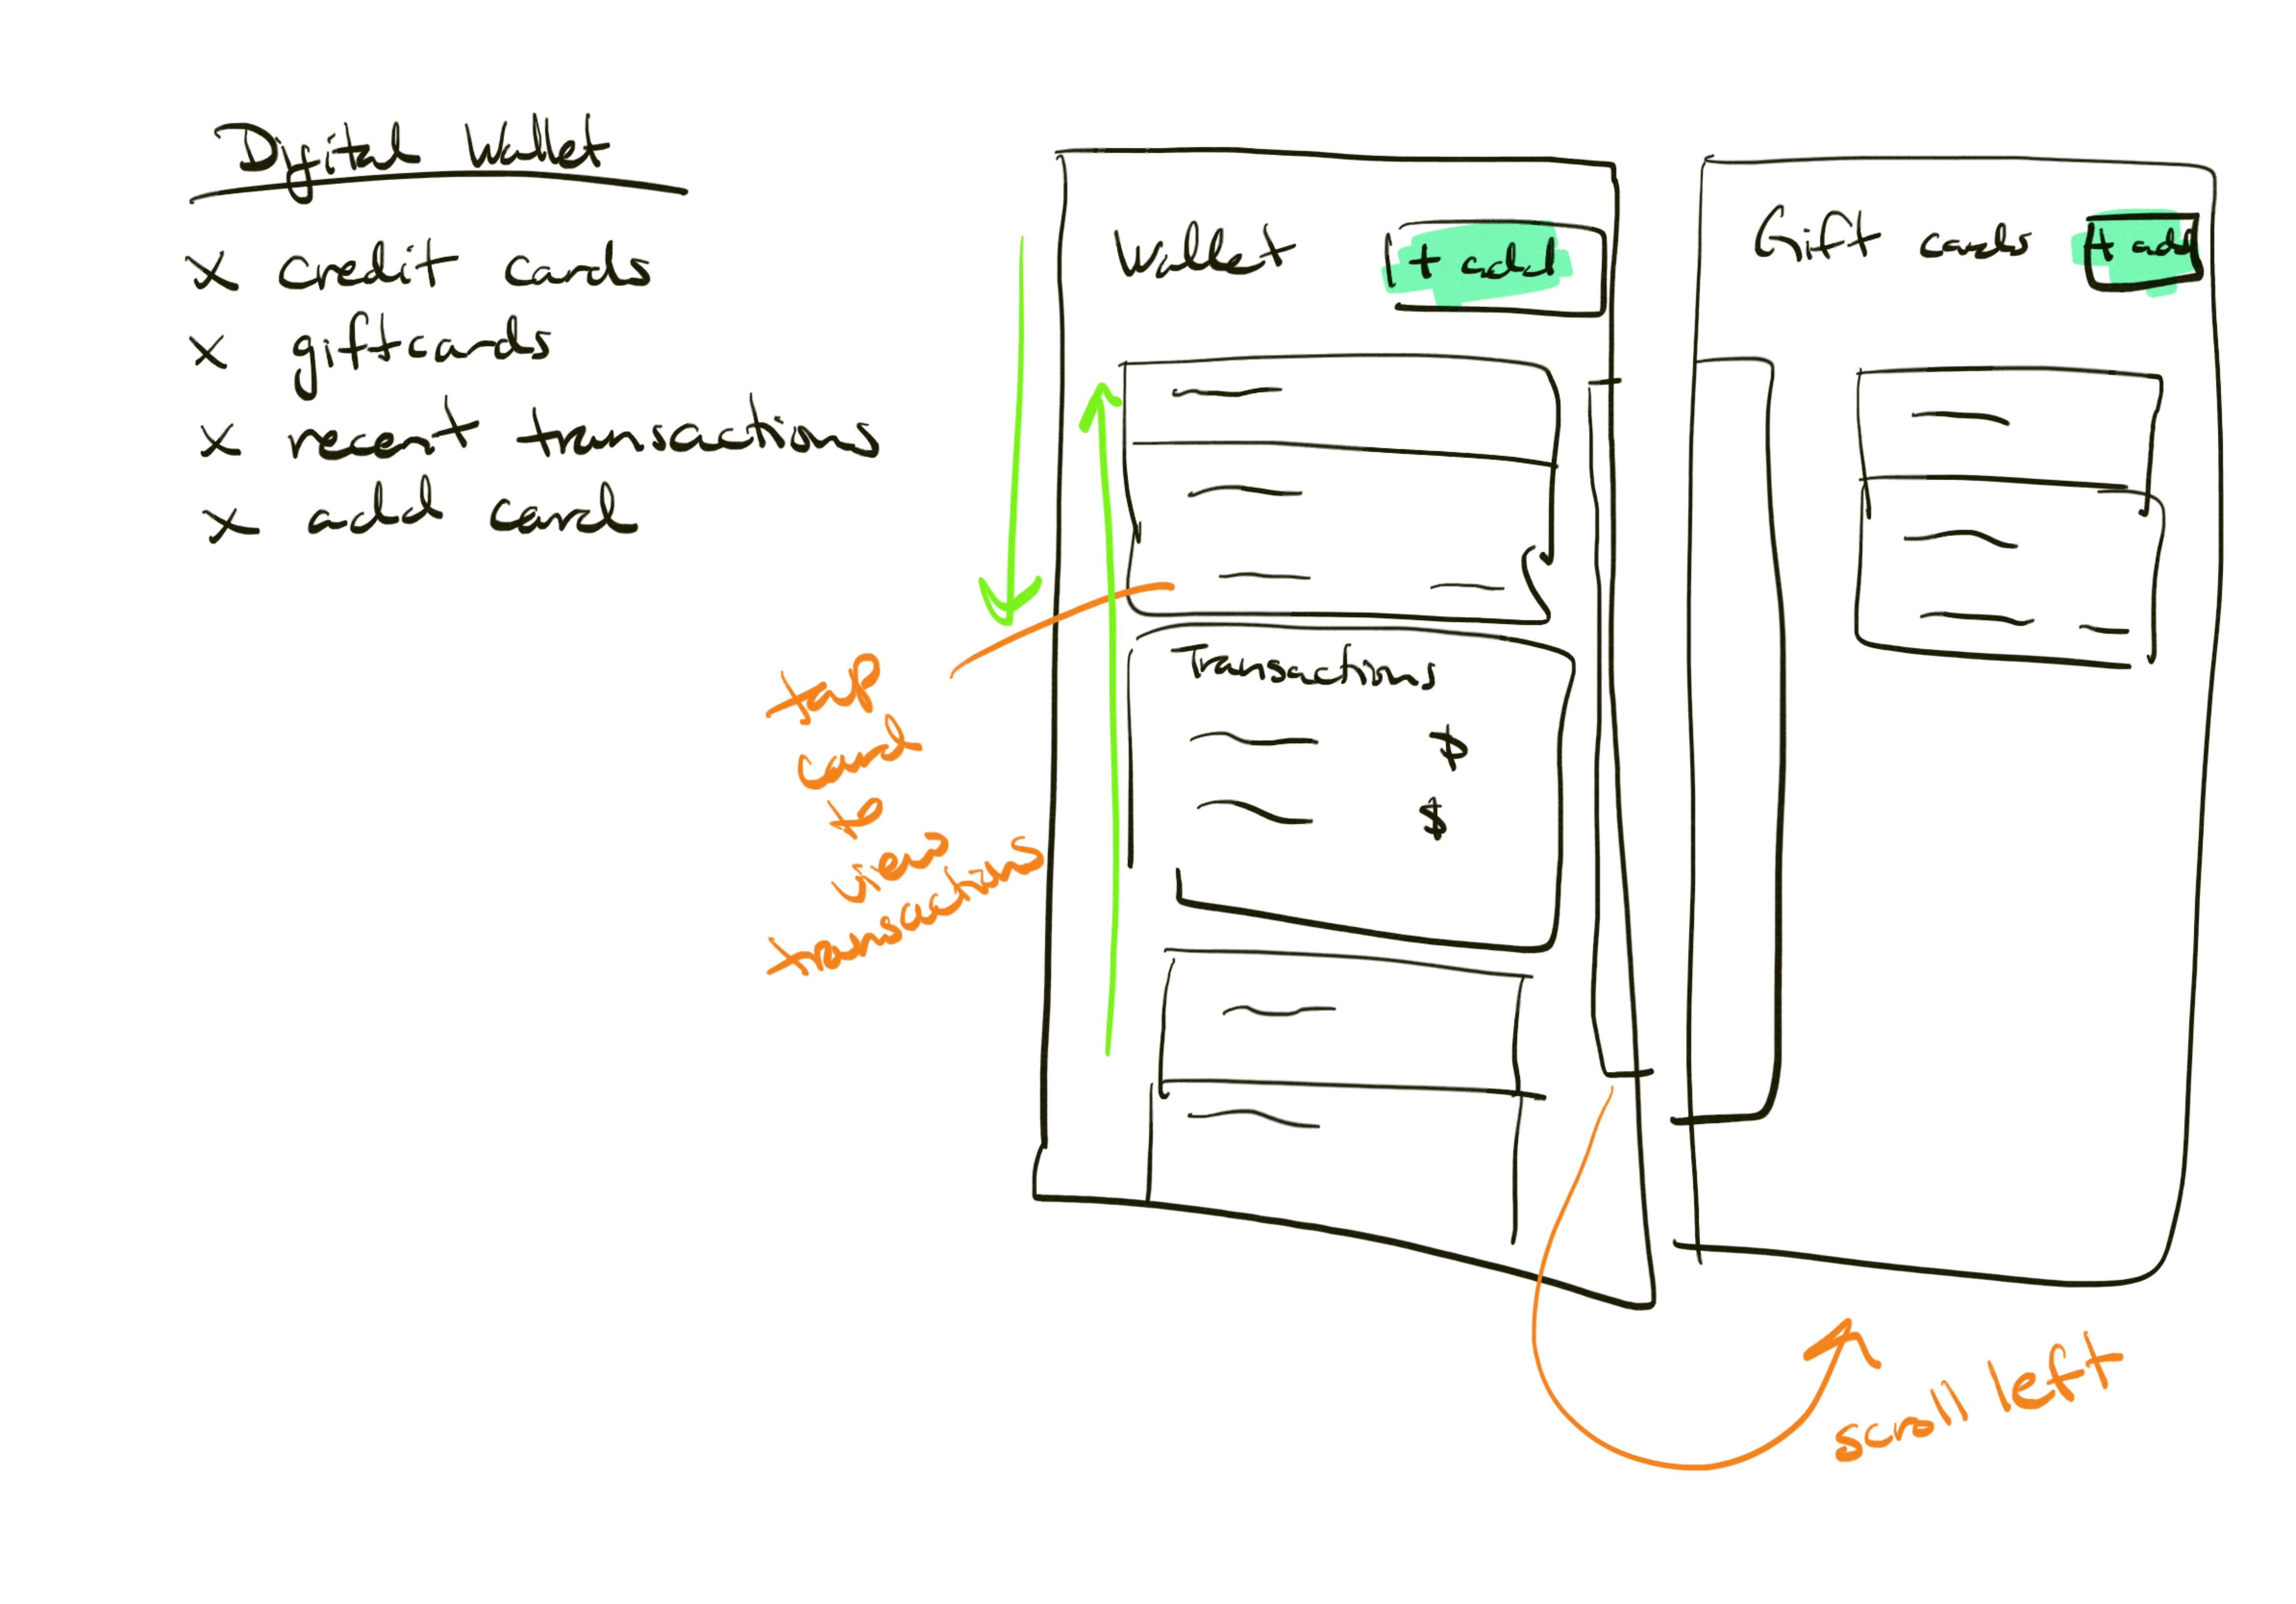 Digital Wallet
x credit cards
x giftcards
x recent transactions
x add card
tap
card
to
view
transactions
Wallet
+ add
Transactions
$
$
Gift cards
+ add
scroll left